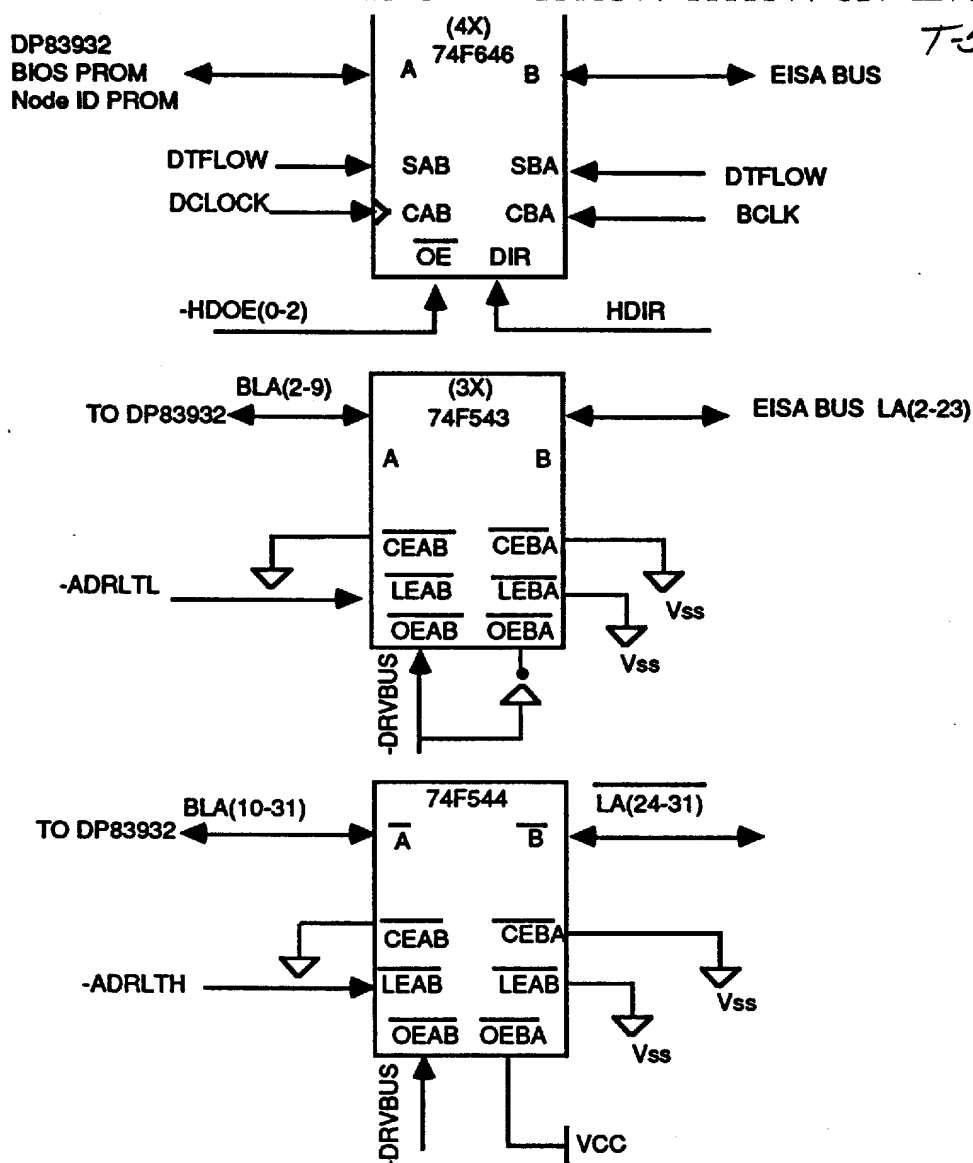 (4X)
74F646
T-
DP83932
BIOS PROM
Node ID PROM
A B
EISA BUS
DTFLOW
SAB SBA
DTFLOW
DCLOCK
CAB CBA
BCLK
OE DIR
-HDOE(0-2)
HDIR
BLA(2-9)
(3X)
74F543
TO DP83932
EISA BUS LA(2-23)
A B
CEAB CEBA
-ADRLTL
LEAB LEBA
Vss
OEAB OEBA
Vss
-DRVBUS
BLA(10-31)
74F544
LA(24-31)
TO DP83932
A B
CEAB CEBA
-ADRLTH
LEAB LEAB
Vss
OEAB OEBA
Vss
-DRVBUS
VCC